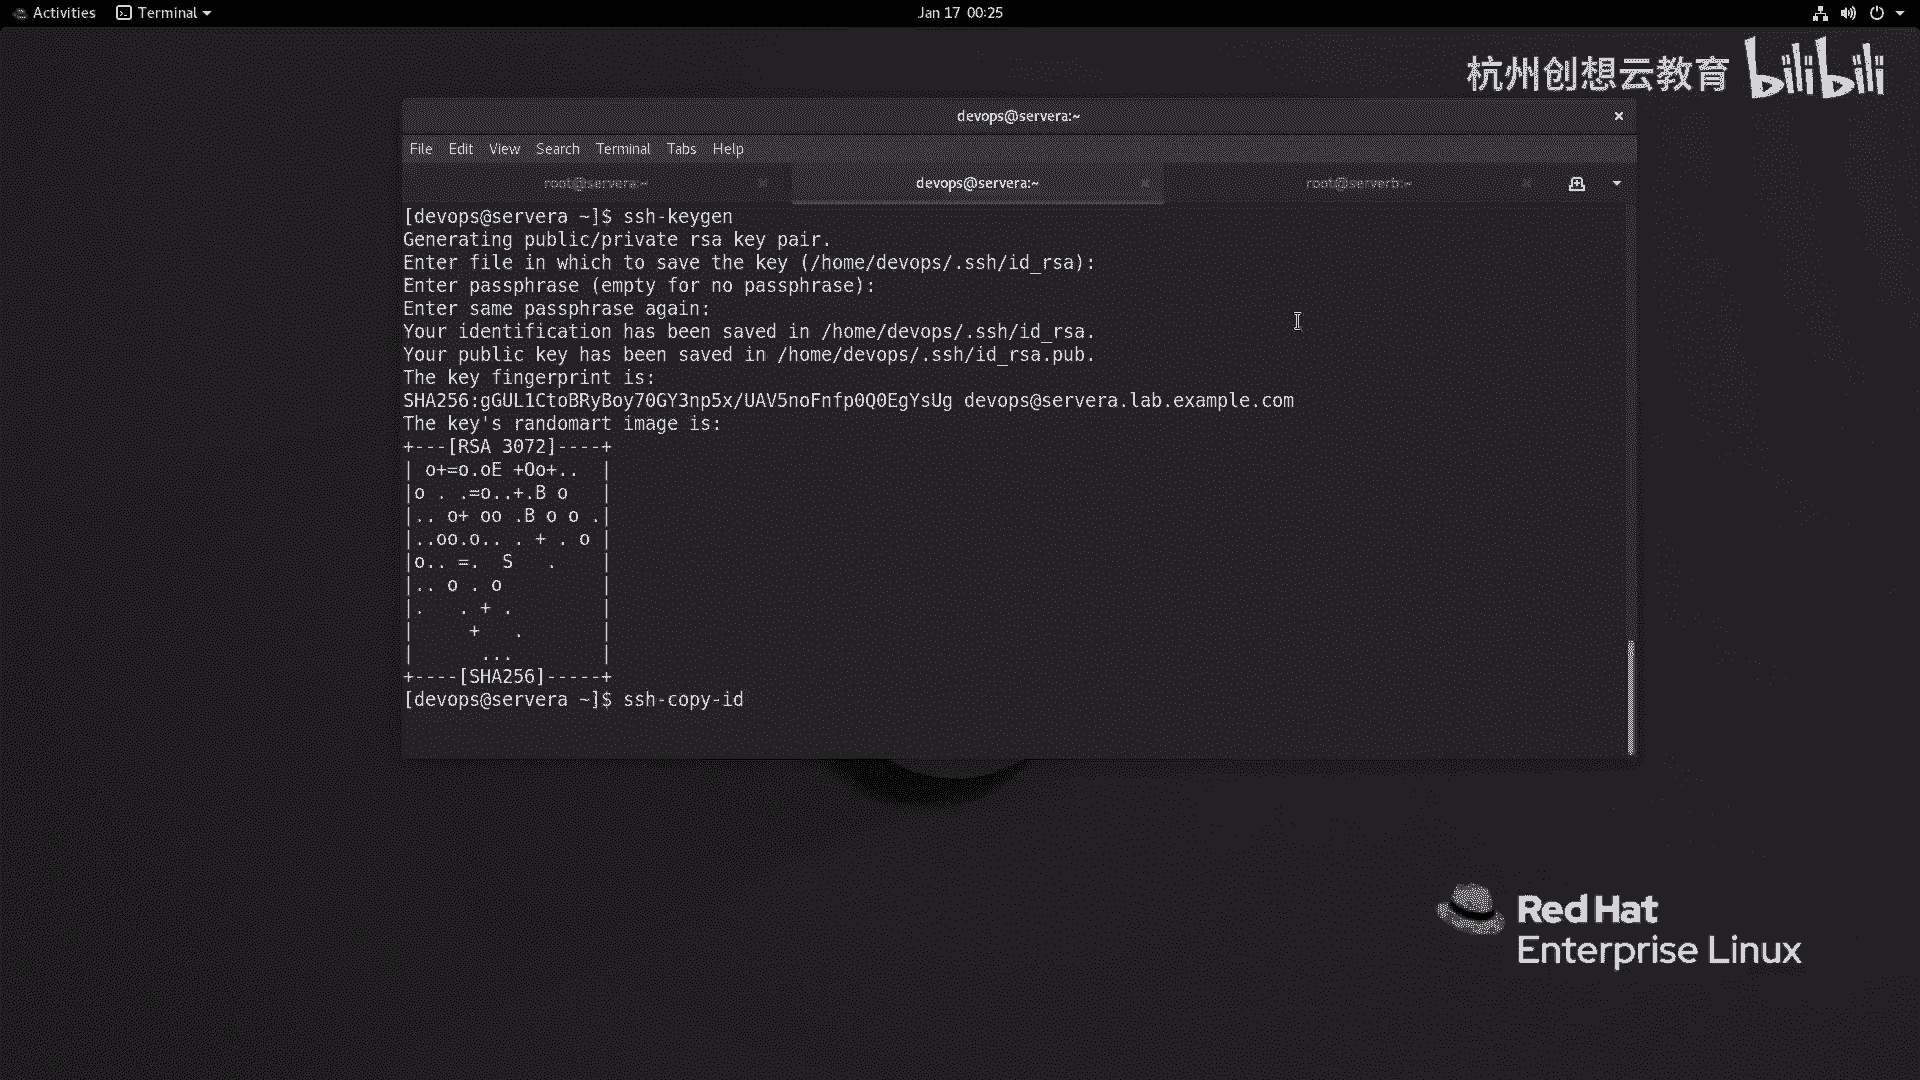 Activities Terminal Jan 17 00:25
杭州创想云教育 bilibili
devops@servera:~
File Edit View Search Terminal Tabs Help
root@servera:~ devops@servera:~ root@serverb:~
[devops@servera ~]$ ssh-keygen
Generating public/private rsa key pair.
Enter file in which to save the key (/home/devops/.ssh/id_rsa):
Enter passphrase (empty for no passphrase):
Enter same passphrase again:
Your identification has been saved in /home/devops/.ssh/id_rsa.
Your public key has been saved in /home/devops/.ssh/id_rsa.pub.
The key fingerprint is:
SHA256:gGUL1CtoBRyBoy70GY3np5x/UAV5noFnfp0Q0EgYsUg devops@servera.lab.example.com
The key's randomart image is:
+---[RSA 3072]----+
| o+=o.oE +Oo+..  |
|o . .=o..+.B o   |
|.. o+ oo .B o o .|
|..oo.o.. . + . o |
|o.. =.  S   .    |
|.. o . o         |
|.   . + .        |
|     +   .       |
|      ...        |
+----[SHA256]-----+
[devops@servera ~]$ ssh-copy-id
Red Hat
Enterprise Linux